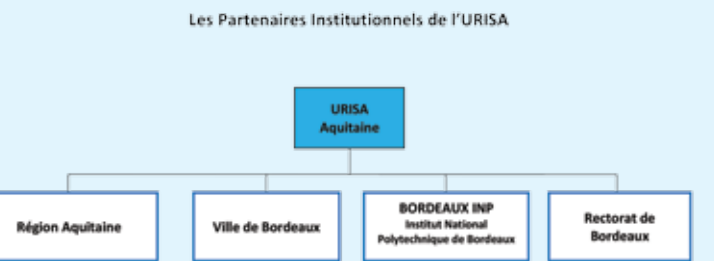 Les Partenaires Institutionnels de l'URISA
URISA
Aquitaine
Région Aquitaine
Ville de Bordeaux
BORDEAUX INP
Institut National
Polytechnique de Bordeaux
Rectorat de
Bordeaux